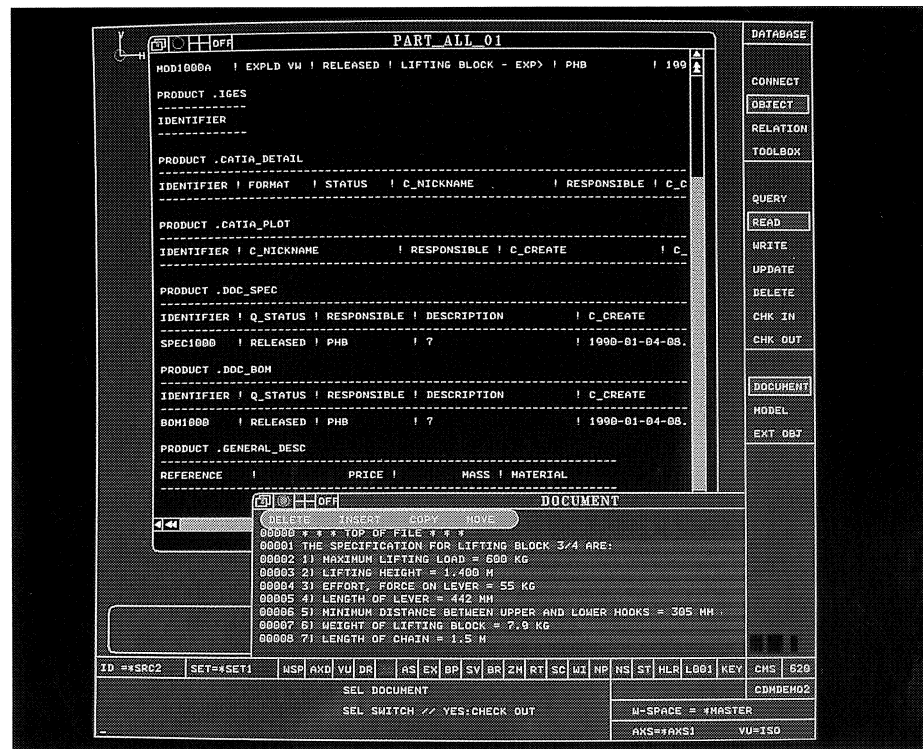 Y
H
OFF PART_ALL_01
MOD1000A ! EXPLD VW ! RELEASED ! LIFTING BLOCK - EXP> ! PHB ! 199
PRODUCT .IGES
--------------
IDENTIFIER
--------------
PRODUCT .CATIA_DETAIL
IDENTIFIER ! FORMAT ! STATUS ! C_NICKNAME ! RESPONSIBLE ! C_C
PRODUCT .CATIA_PLOT
IDENTIFIER ! C_NICKNAME ! RESPONSIBLE ! C_CREATE ! C_
PRODUCT .DOC_SPEC
IDENTIFIER ! Q_STATUS ! RESPONSIBLE ! DESCRIPTION ! C_CREATE
SPEC1000 ! RELEASED ! PHB ! ? ! 1990-01-04-08.
PRODUCT .DOC_BOM
IDENTIFIER ! Q_STATUS ! RESPONSIBLE ! DESCRIPTION ! C_CREATE
BOM1000 ! RELEASED ! PHB ! ? ! 1990-01-04-08.
PRODUCT .GENERAL_DESC
REFERENCE ! PRICE ! MASS ! MATERIAL
OFF DOCUMENT
DELETE INSERT COPY MOVE
00000 * * * TOP OF FILE * * *
00001 THE SPECIFICATION FOR LIFTING BLOCK 3/4 ARE:
00002 1) MAXIMUM LIFTING LOAD = 600 KG
00003 2) LIFTING HEIGHT = 1.400 M
00004 3) EFFORT, FORCE ON LEVER = 55 KG
00005 4) LENGTH OF LEVER = 442 MM
00006 5) MINIMUM DISTANCE BETWEEN UPPER AND LOWER HOOKS = 305 MM
00007 6) WEIGHT OF LIFTING BLOCK = 7.9 KG
00008 7) LENGTH OF CHAIN = 1.5 M
DATABASE
CONNECT
OBJECT
RELATION
TOOLBOX
QUERY
READ
WRITE
UPDATE
DELETE
CHK IN
CHK OUT
DOCUMENT
MODEL
EXT OBJ
ID =*SRC2 SET=*SET1 WSP AXD VU DR AS EX BP SV BR ZM RT SC WI NP NS ST HLR L001 KEY CMS 620
SEL DOCUMENT CDMDEMO2
SEL SWITCH // YES:CHECK OUT W-SPACE = *MASTER
AXS=*AXS1 VU=ISO